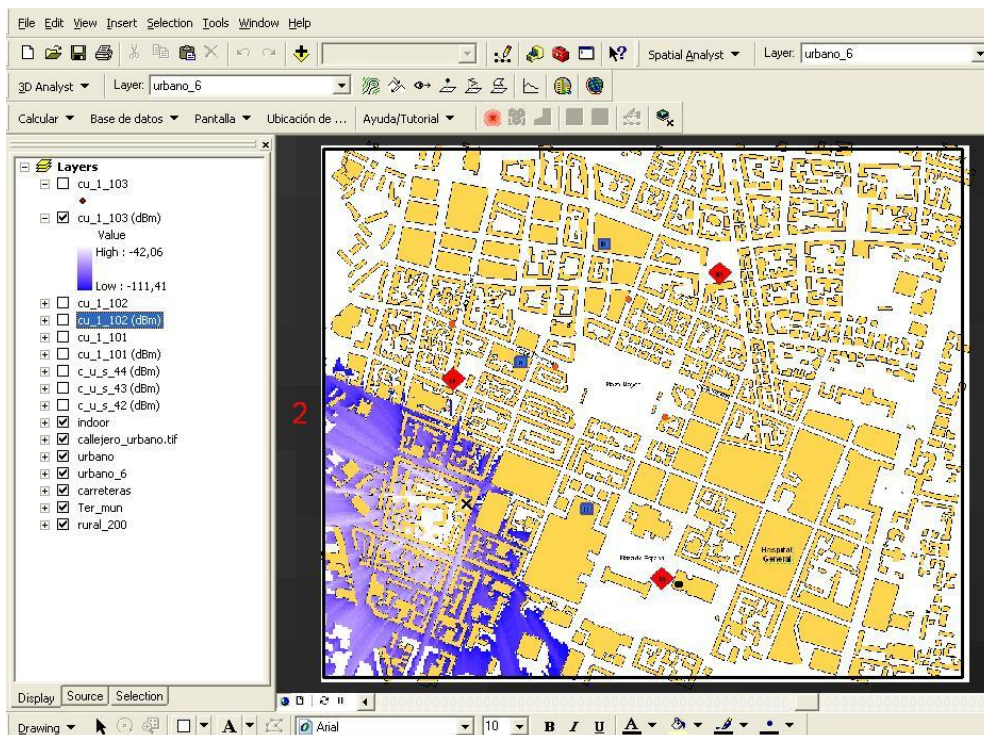 File Edit View Insert Selection Tools Window Help
Spatial Analyst Layer: urbano_6
3D Analyst Layer: urbano_6
Calcular Base de datos Pantalla Ubicación de ... Ayuda/Tutorial
Layers
cu_1_103
cu_1_103 (dBm)
Value
High : -42,06
Low : -111,41
cu_1_102
cu_1_102 (dBm)
cu_1_101
cu_1_101 (dBm)
c_u_s_44 (dBm)
c_u_s_43 (dBm)
c_u_s_42 (dBm)
indoor
callejero_urbano.tif
urbano
urbano_6
carreteras
Ter_mun
rural_200
2
Plaza Mayor
Hospital
General
Display Source Selection
Drawing Arial 10 B I U A